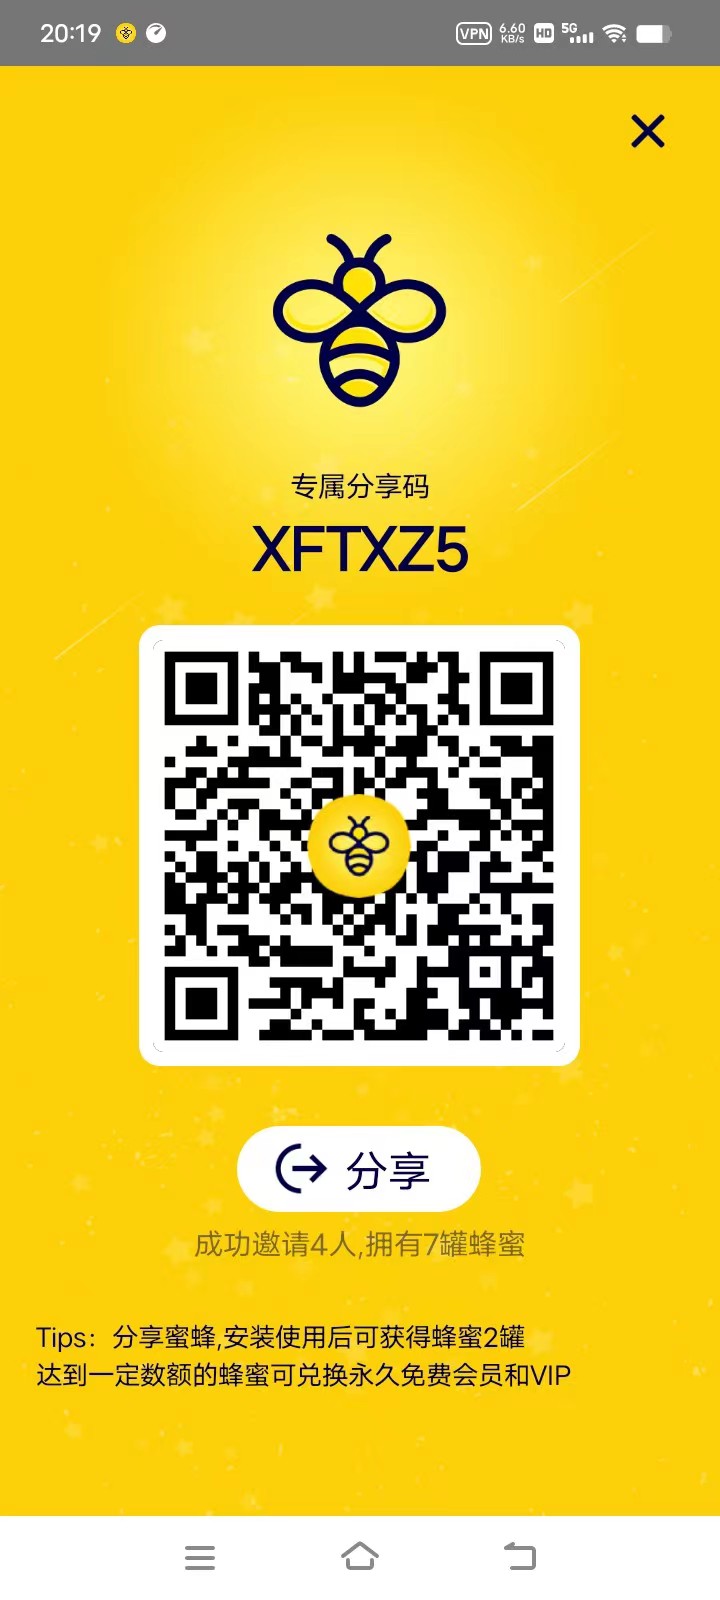 20:19 VPN 6.60 KB/s HD 5G
专属分享码
XFTXZ5
分享
成功邀请4人,拥有7罐蜂蜜
Tips：分享蜜蜂,安装使用后可获得蜂蜜2罐
达到一定数额的蜂蜜可兑换永久免费会员和VIP